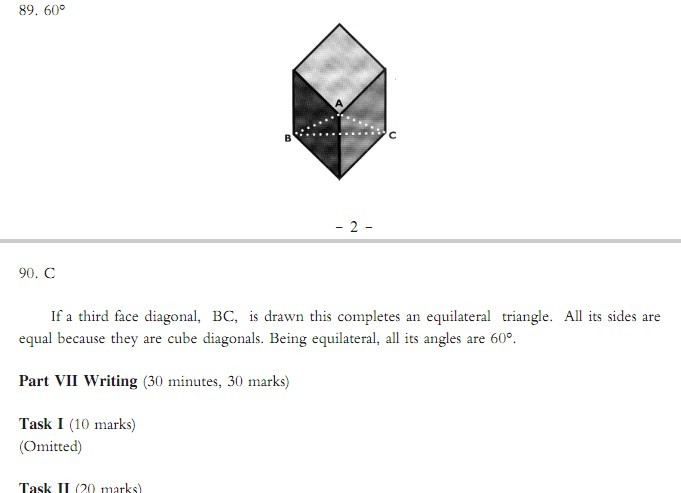 89. 60°
A
B
C
- 2 -
90. C
If a third face diagonal, BC, is drawn this completes an equilateral triangle. All its sides are
equal because they are cube diagonals. Being equilateral, all its angles are 60°.
Part VII Writing (30 minutes, 30 marks)
Task I (10 marks)
(Omitted)
Task II (20 marks)